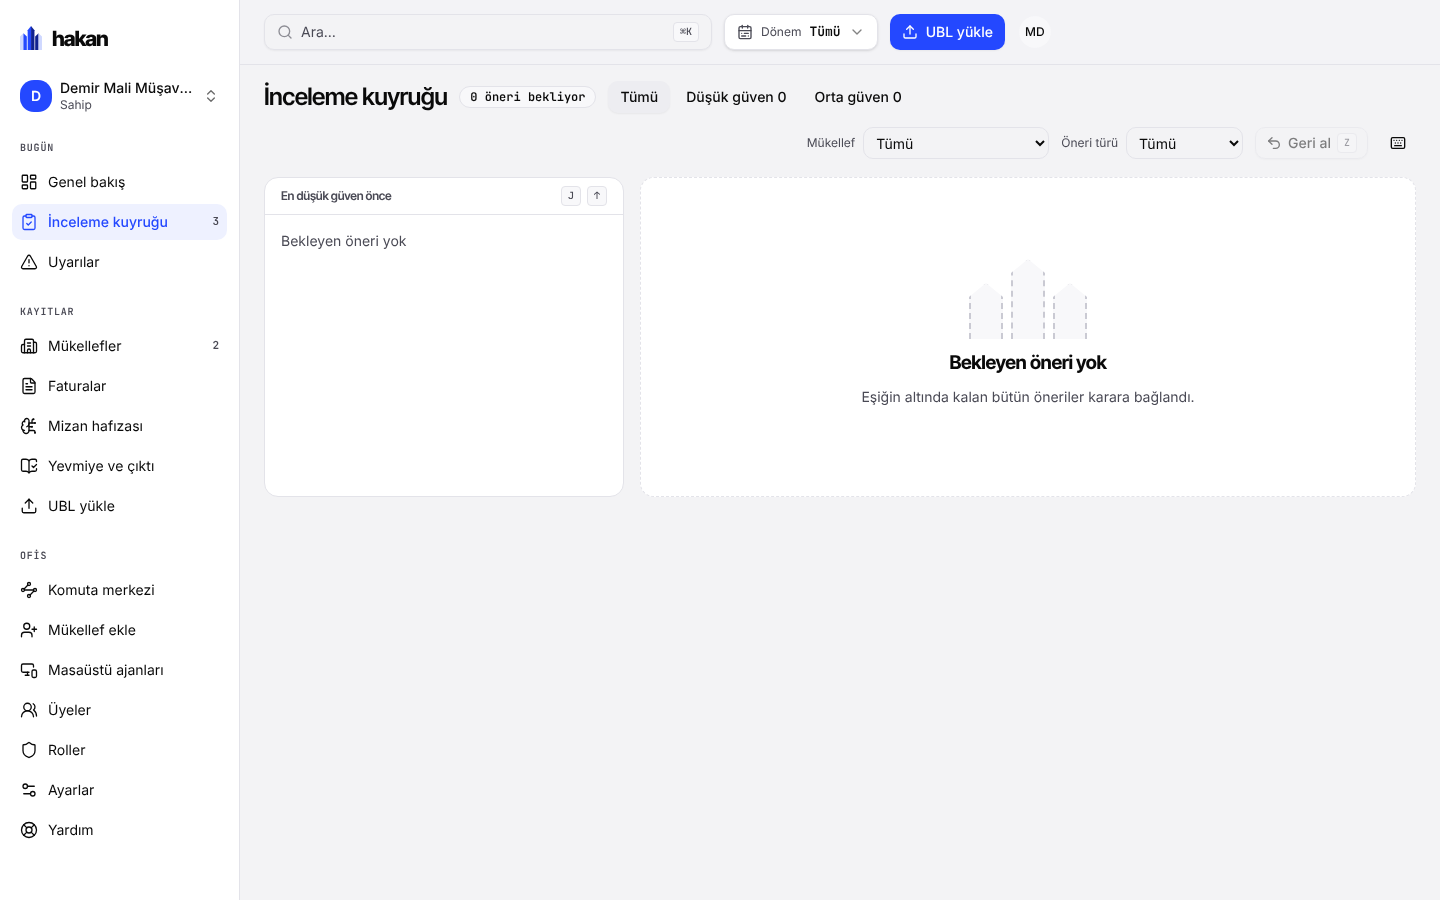 hakan
Ara...
⌘K
Dönem Tümü
UBL yükle
MD
D
Demir Mali Müşav...
Sahip
BUGÜN
Genel bakış
İnceleme kuyruğu 3
Uyarılar
KAYITLAR
Mükellefler 2
Faturalar
Mizan hafızası
Yevmiye ve çıktı
UBL yükle
OFİS
Komuta merkezi
Mükellef ekle
Masaüstü ajanları
Üyeler
Roller
Ayarlar
Yardım
İnceleme kuyruğu
0 öneri bekliyor
Tümü
Düşük güven 0
Orta güven 0
Mükellef Tümü
Öneri türü Tümü
Geri al Z
En düşük güven önce J ↑
Bekleyen öneri yok
Bekleyen öneri yok
Eşiğin altında kalan bütün öneriler karara bağlandı.